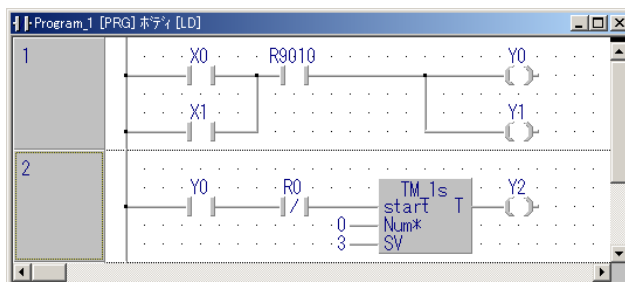 Program_1 [PRG] ﾎﾞﾃﾞｨ [LD]
1
X0 R9010 Y0
X1 Y1
2
Y0 R0 TM_1s Y2
start T
0 Num*
3 SV